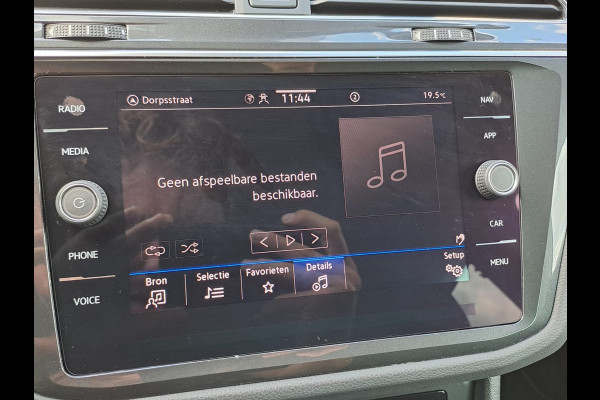 RADIO
MEDIA
PHONE
VOICE
Dorpsstraat 11:44 2 19.5°C
Geen afspeelbare bestanden
beschikbaar.
Bron Selectie Favorieten Details Setup
NAV
APP
CAR
MENU